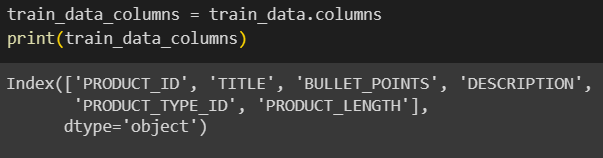 train_data_columns = train_data.columns
print(train_data_columns)
Index(['PRODUCT_ID', 'TITLE', 'BULLET_POINTS', 'DESCRIPTION',
       'PRODUCT_TYPE_ID', 'PRODUCT_LENGTH'],
      dtype='object')